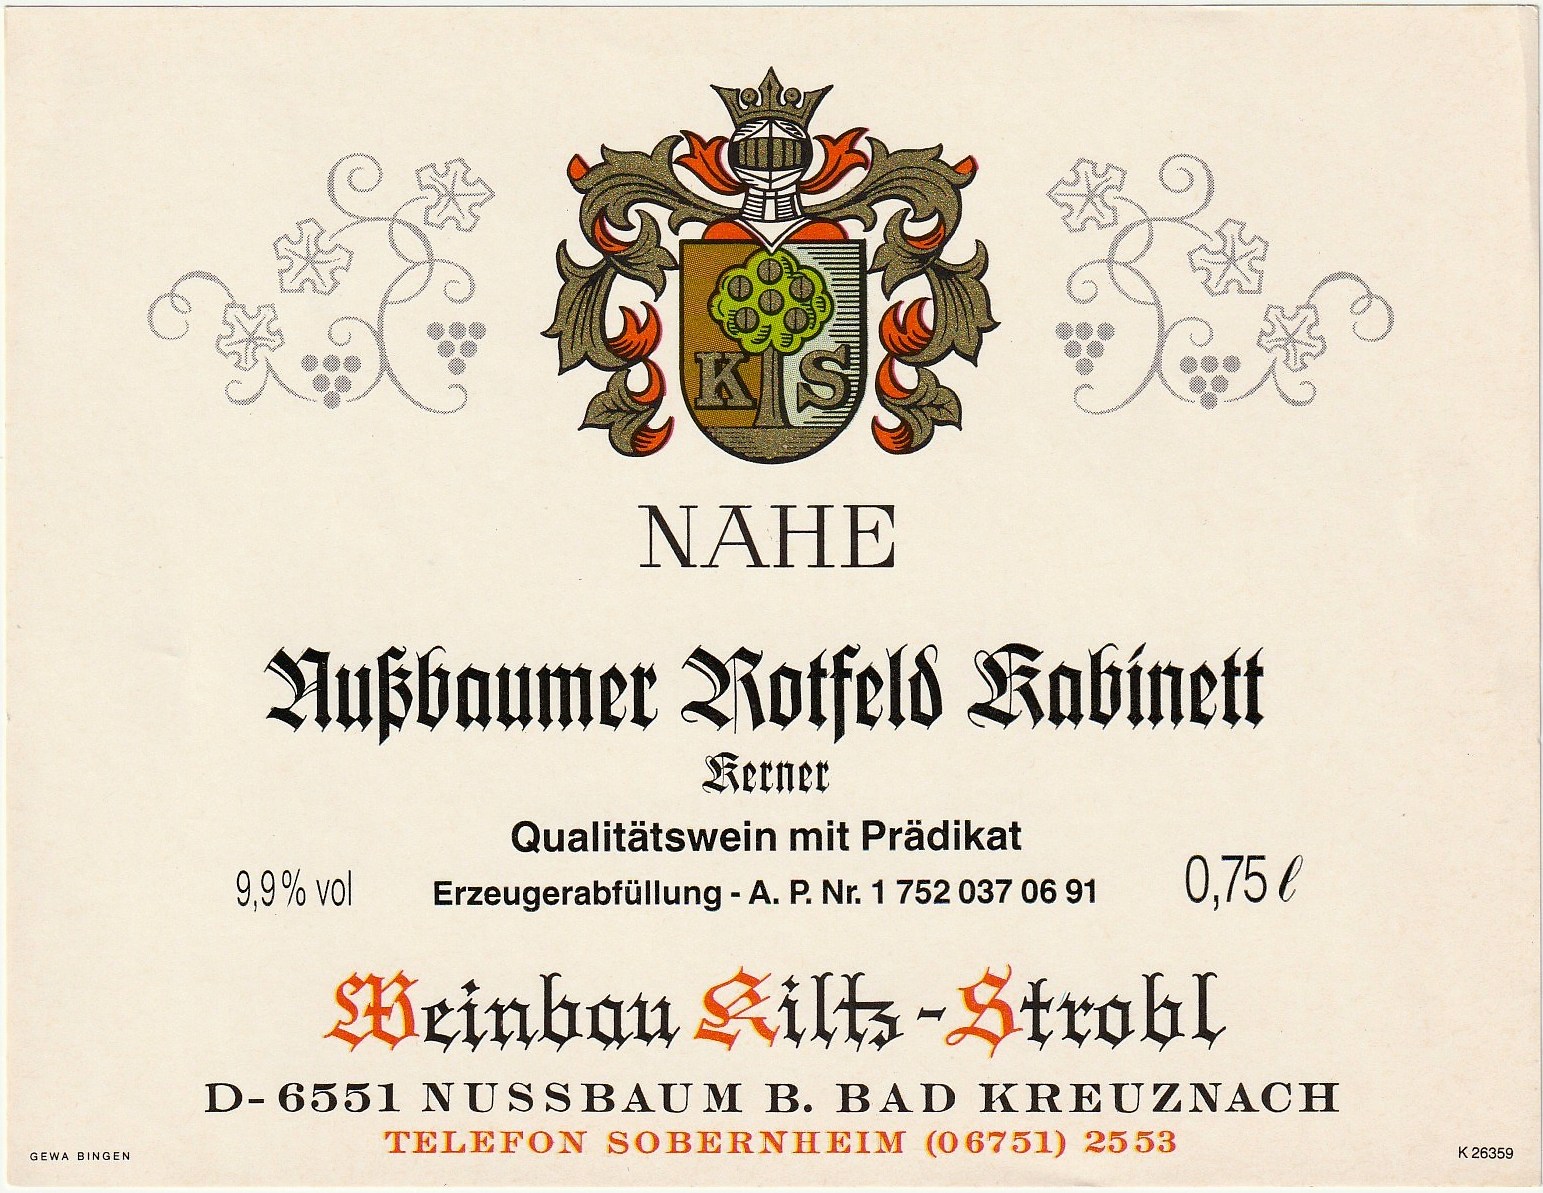 K S
NAHE
Nußbaumer Rotfeld Kabinett
Kerner
Qualitätswein mit Prädikat
9,9% vol
Erzeugerabfüllung - A. P. Nr. 1 752 037 06 91
0,75 ℓ
Weinbau Kiltz-Strobl
D-6551 NUSSBAUM B. BAD KREUZNACH
TELEFON SOBERNHEIM (06751) 2553
GEWA BINGEN
K 26359